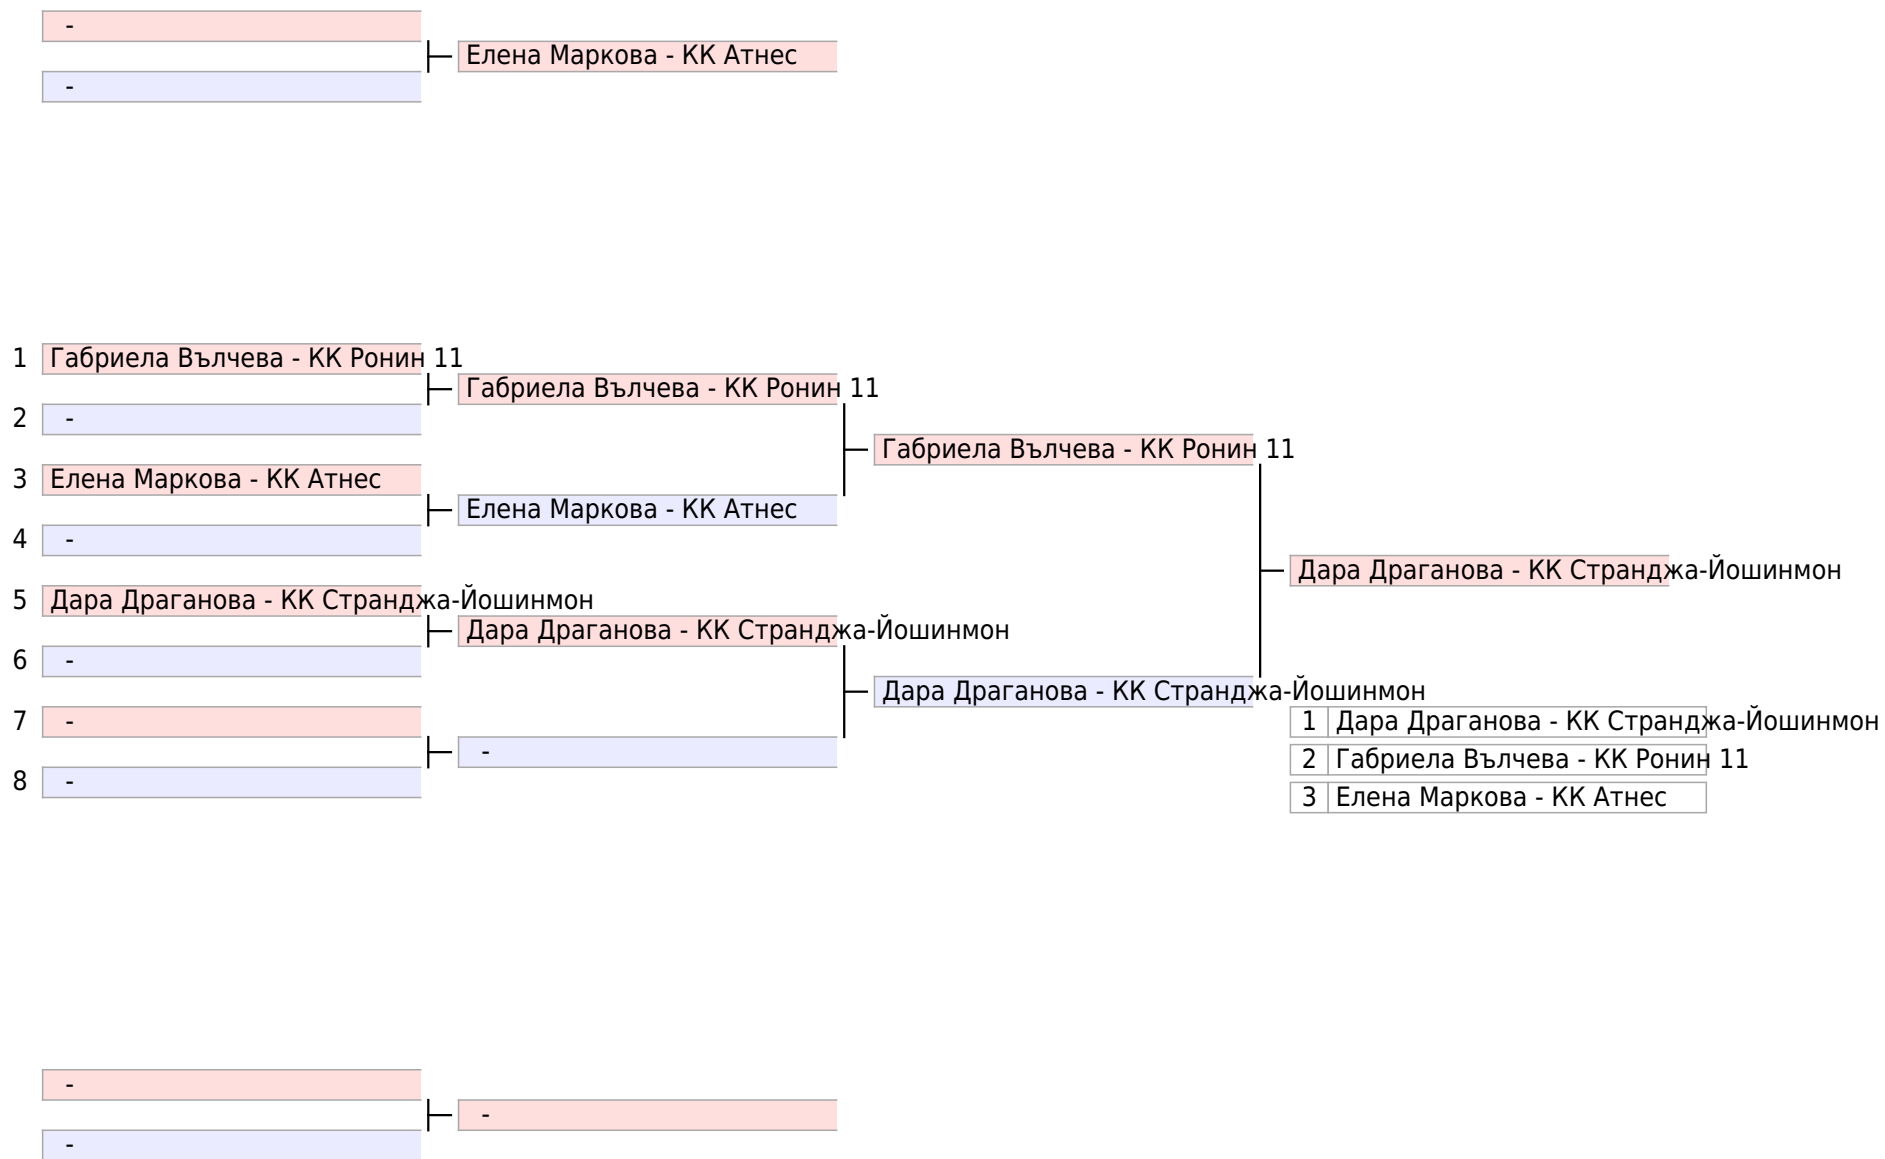 -
Елена Маркова - КК Атнес
-
1 Габриела Вълчева - КК Ронин 11
Габриела Вълчева - КК Ронин 11
2 -
Габриела Вълчева - КК Ронин 11
3 Елена Маркова - КК Атнес
Елена Маркова - КК Атнес
4 -
Дара Драганова - КК Странджа-Йошинмон
5 Дара Драганова - КК Странджа-Йошинмон
Дара Драганова - КК Странджа-Йошинмон
6 -
Дара Драганова - КК Странджа-Йошинмон
7 -
1 Дара Драганова - КК Странджа-Йошинмон
-
2 Габриела Вълчева - КК Ронин 11
8 -
3 Елена Маркова - КК Атнес
-
-
-